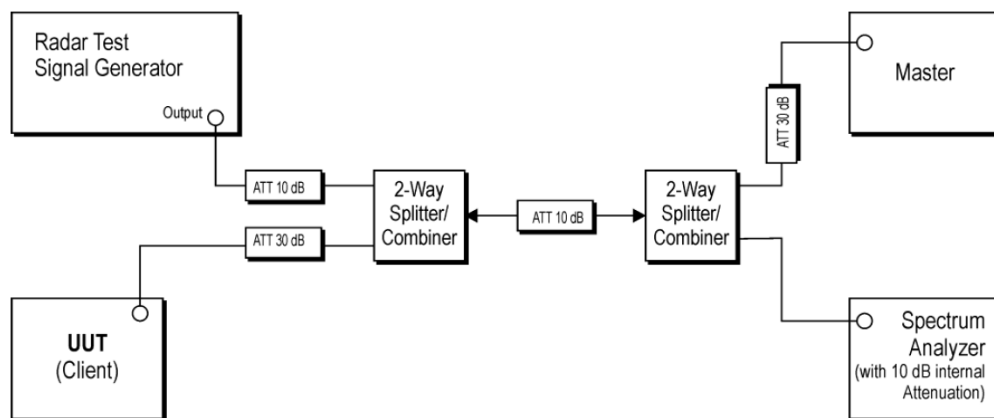 Radar Test
Signal Generator
Output
ATT 10 dB
ATT 30 dB
2-Way
Splitter/
Combiner
ATT 10 dB
2-Way
Splitter/
Combiner
ATT 30 dB
Master
UUT
(Client)
Spectrum
Analyzer
(with 10 dB internal
Attenuation)